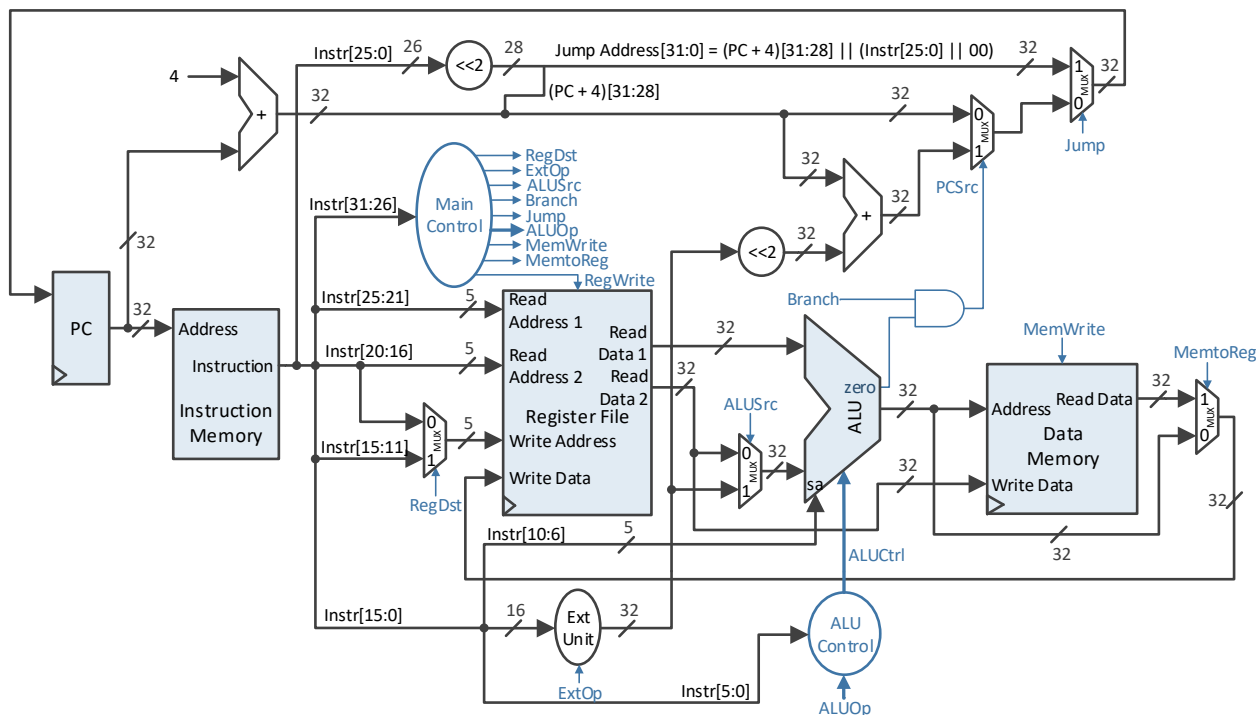 Instr[25:0]
26
<<2
28
Jump Address[31:0] = (PC + 4)[31:28] || (Instr[25:0] || 00)
32
1
MUX
0
32
Jump
4
+
32
(PC + 4)[31:28]
32
0
MUX
1
PCSrc
32
+
32
<<2
32
Main
Control
RegDst
ExtOp
ALUSrc
Branch
Jump
ALUOp
MemWrite
MemtoReg
RegWrite
Instr[31:26]
32
PC
32
Address
Instruction
Instruction
Memory
Instr[25:21]
5
Instr[20:16]
5
Instr[15:11]
0
MUX
1
RegDst
5
Read
Address 1
Read
Address 2
Read
Data 1
Read
Data 2
Register File
Write Address
Write Data
32
32
ALUSrc
0
MUX
1
32
Branch
zero
ALU
sa
32
32
MemWrite
Address
Read Data
Data
Memory
Write Data
32
MemtoReg
1
MUX
0
32
32
Instr[10:6]
5
ALUCtrl
Instr[15:0]
16
Ext
Unit
32
ExtOp
Instr[5:0]
ALU
Control
ALUOp